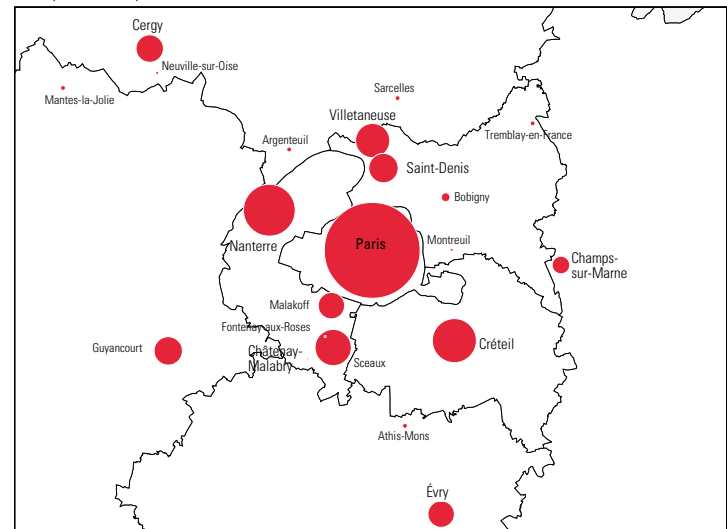 Cergy
Neuville-sur-Oise
Mantes-la-Jolie
Sarcelles
Villetaneuse
Tremblay-en-France
Argenteuil
Saint-Denis
Bobigny
Paris
Montreuil
Nanterre
Champs-
sur-Marne
Malakoff
Fontenay-aux-Roses
Guyancourt
Châtenay-
Malabry
Sceaux
Créteil
Athis-Mons
Évry